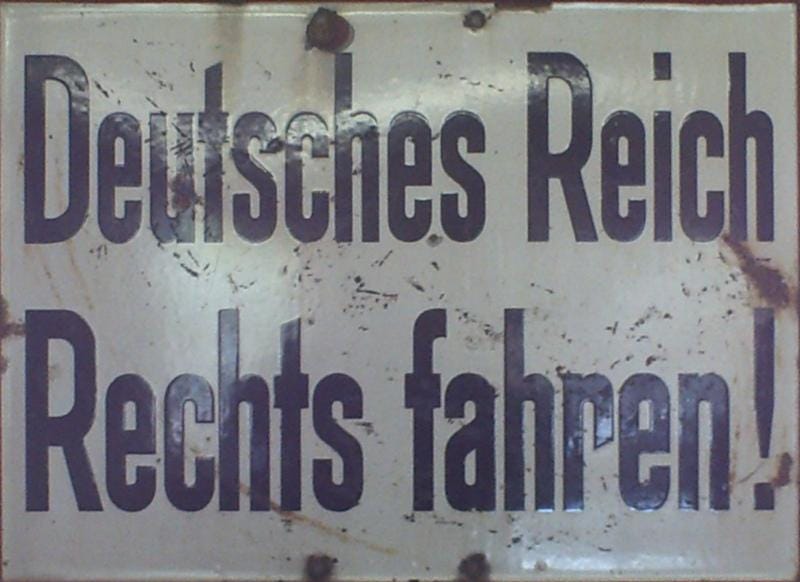 Deutsches Reich
Rechts fahren!